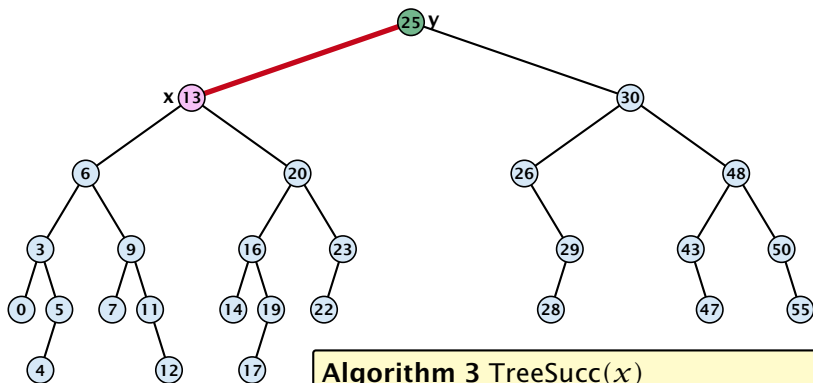 25 y
x 13 30
6 20 26 48
3 9 16 23 29 43 50
0 5 7 11 14 19 22 28 47 55
4 12 17
Algorithm 3 TreeSucc(x)